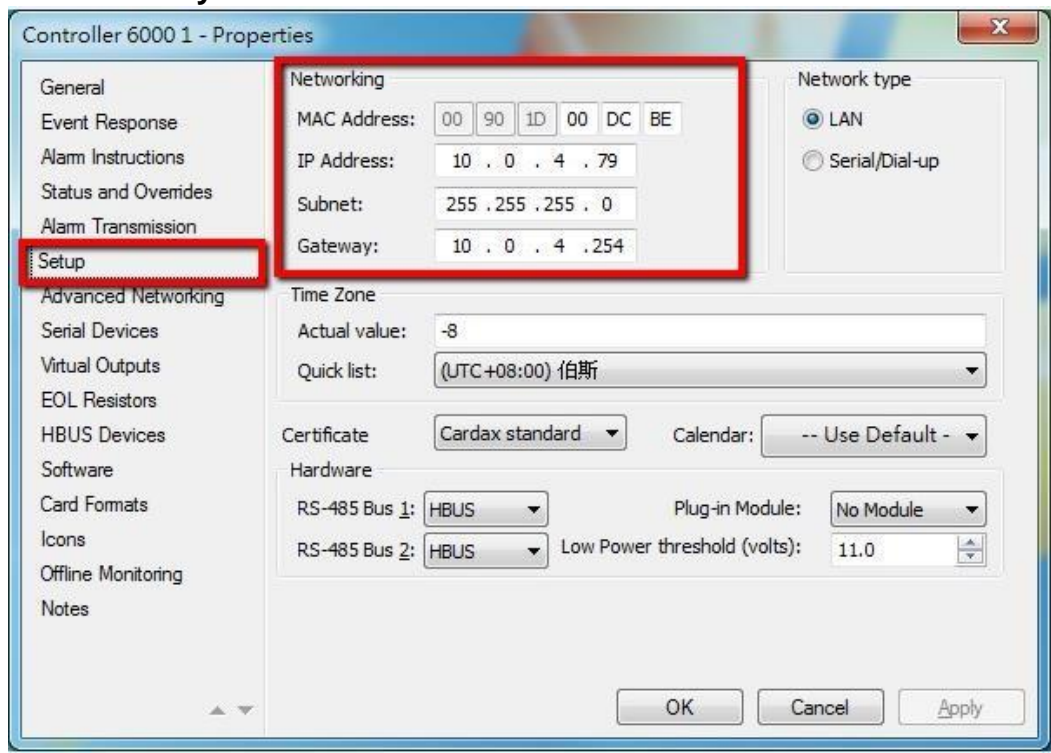 Controller 6000 1 - Properties
General
Event Response
Alarm Instructions
Status and Overrides
Alarm Transmission
Setup
Advanced Networking
Serial Devices
Virtual Outputs
EOL Resistors
HBUS Devices
Software
Card Formats
Icons
Offline Monitoring
Notes
Networking
MAC Address: 00 90 1D 00 DC BE
IP Address: 10 . 0 . 4 . 79
Subnet: 255 . 255 . 255 . 0
Gateway: 10 . 0 . 4 . 254
Network type
LAN
Serial/Dial-up
Time Zone
Actual value: -8
Quick list: (UTC+08:00) 伯斯
Certificate Cardax standard Calendar: -- Use Default -
Hardware
RS-485 Bus 1: HBUS Plug-in Module: No Module
RS-485 Bus 2: HBUS Low Power threshold (volts): 11.0
OK Cancel Apply